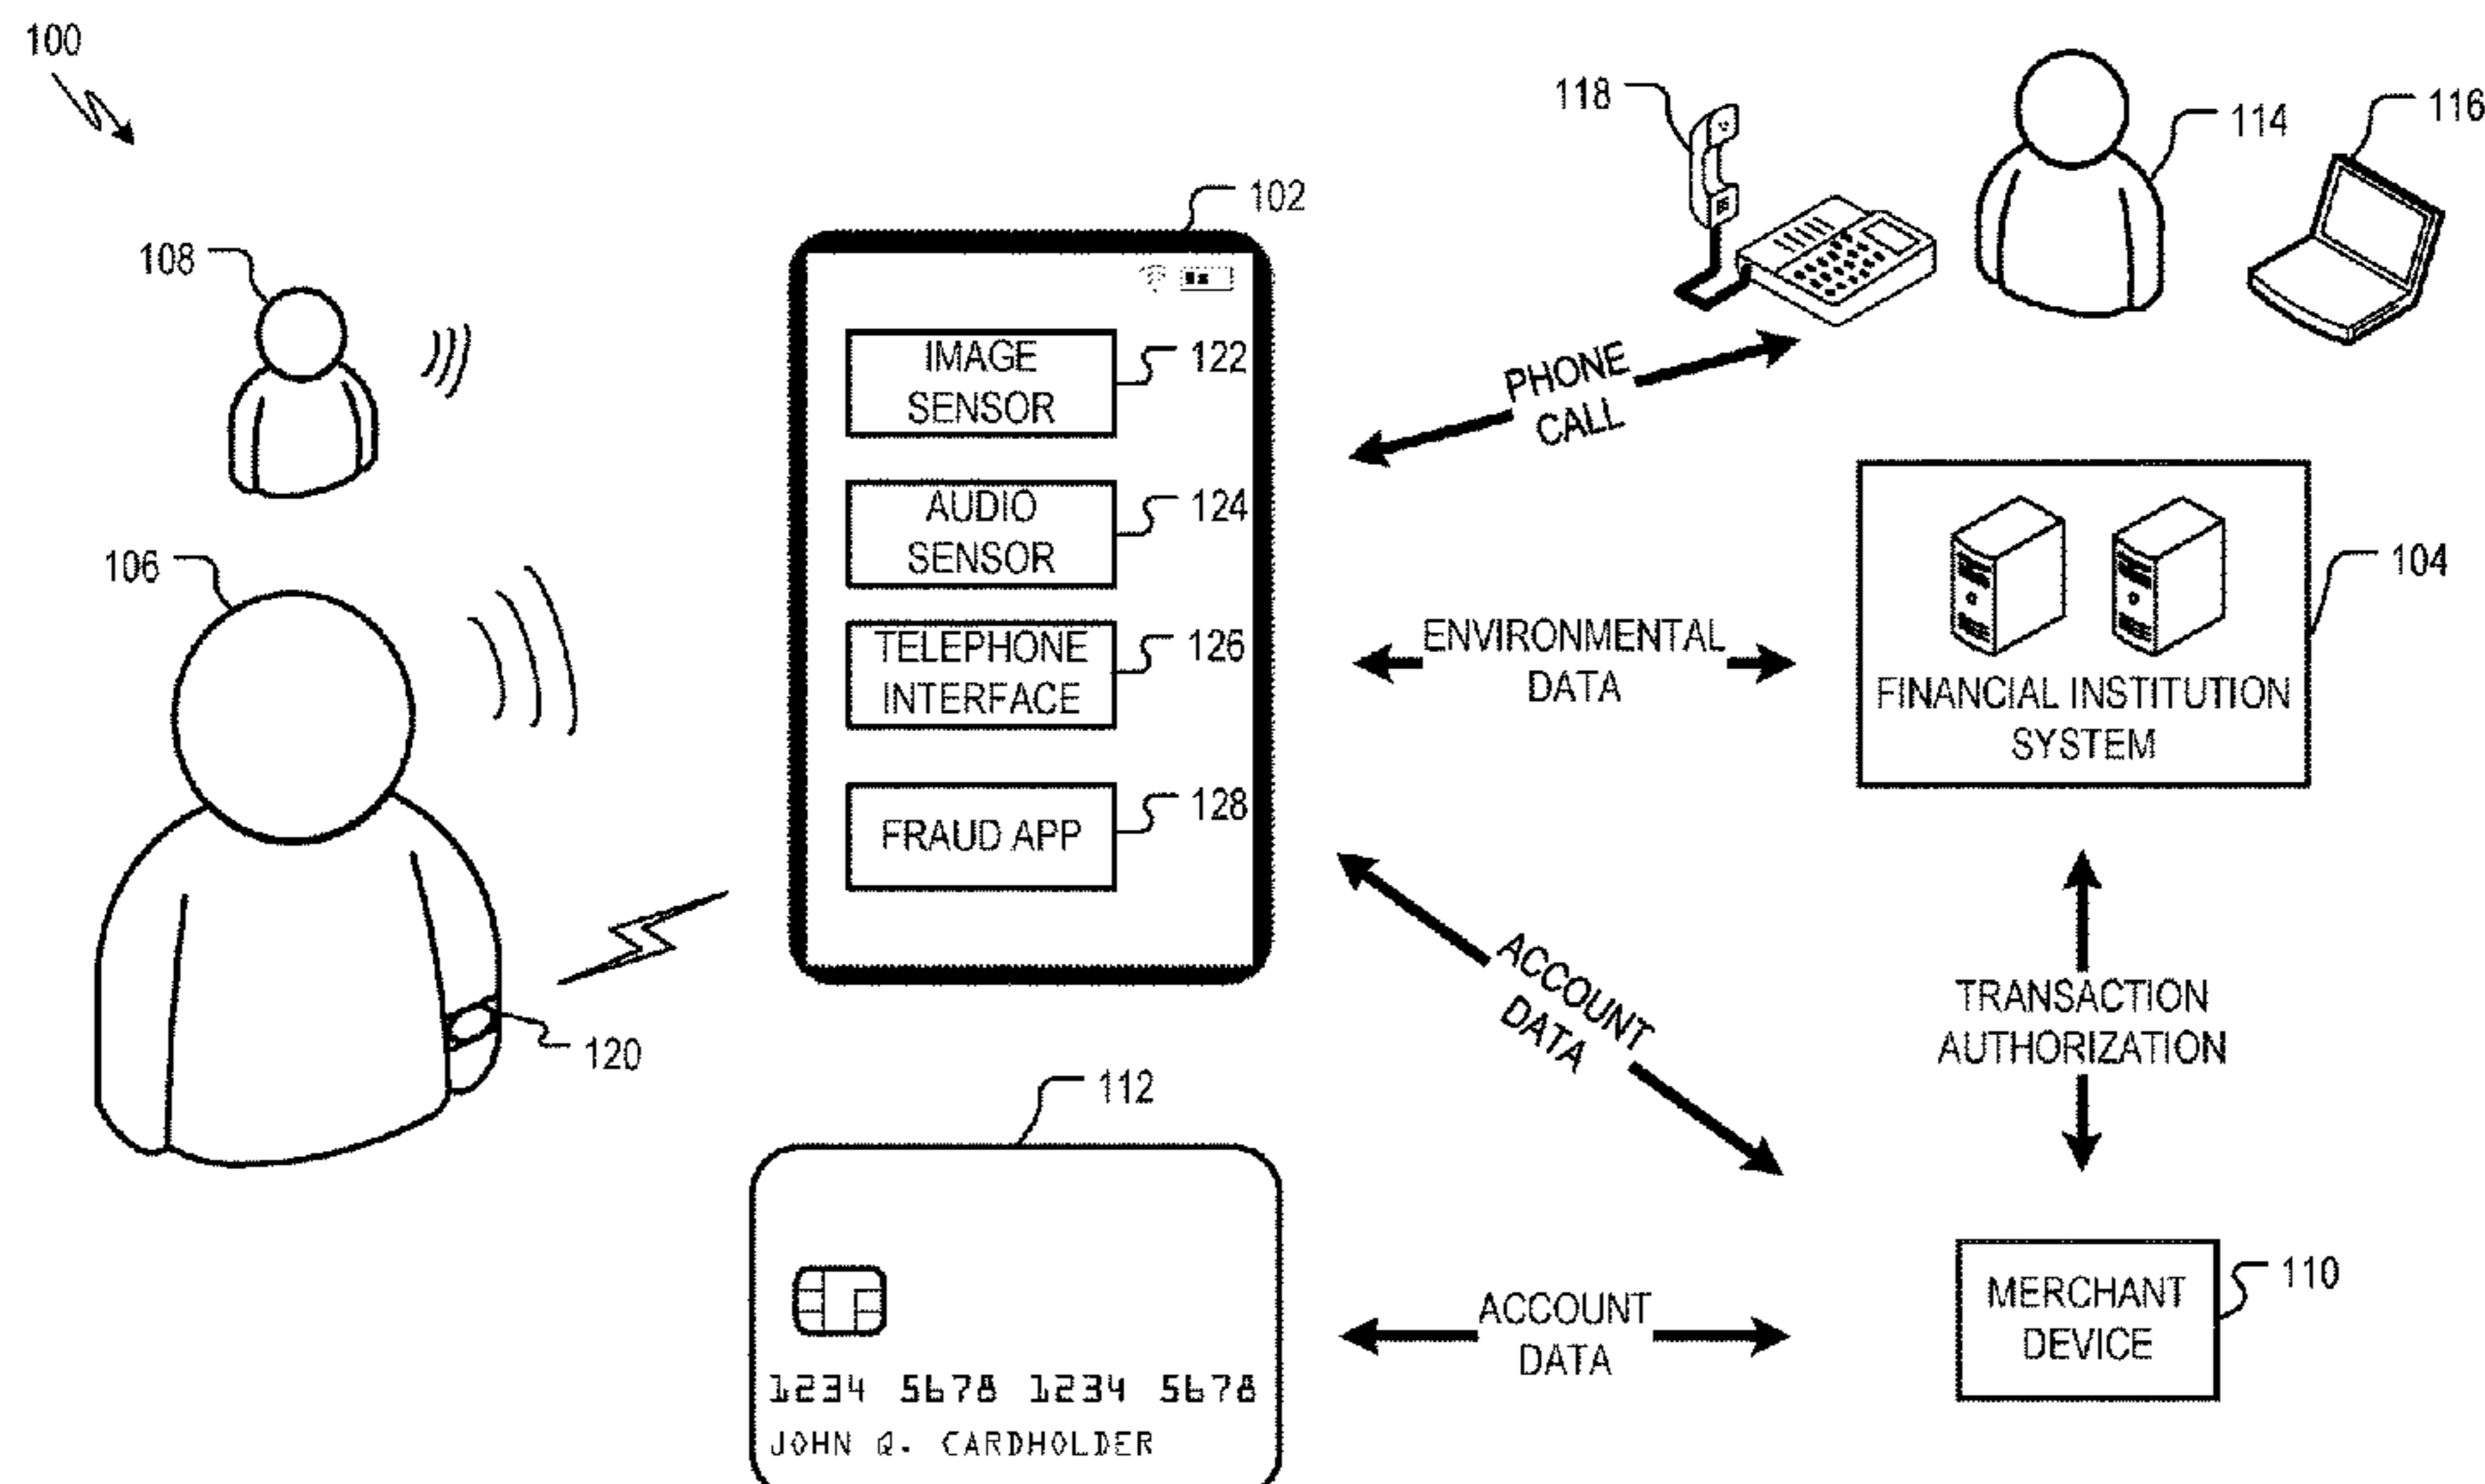 100
108
106
120
102
IMAGE
SENSOR
122
AUDIO
SENSOR
124
TELEPHONE
INTERFACE
126
FRAUD APP
128
118
114
116
PHONE
CALL
ENVIRONMENTAL
DATA
FINANCIAL INSTITUTION
SYSTEM
104
ACCOUNT
DATA
TRANSACTION
AUTHORIZATION
112
1234 5678 1234 5678
JOHN Q. CARDHOLDER
ACCOUNT
DATA
MERCHANT
DEVICE
110